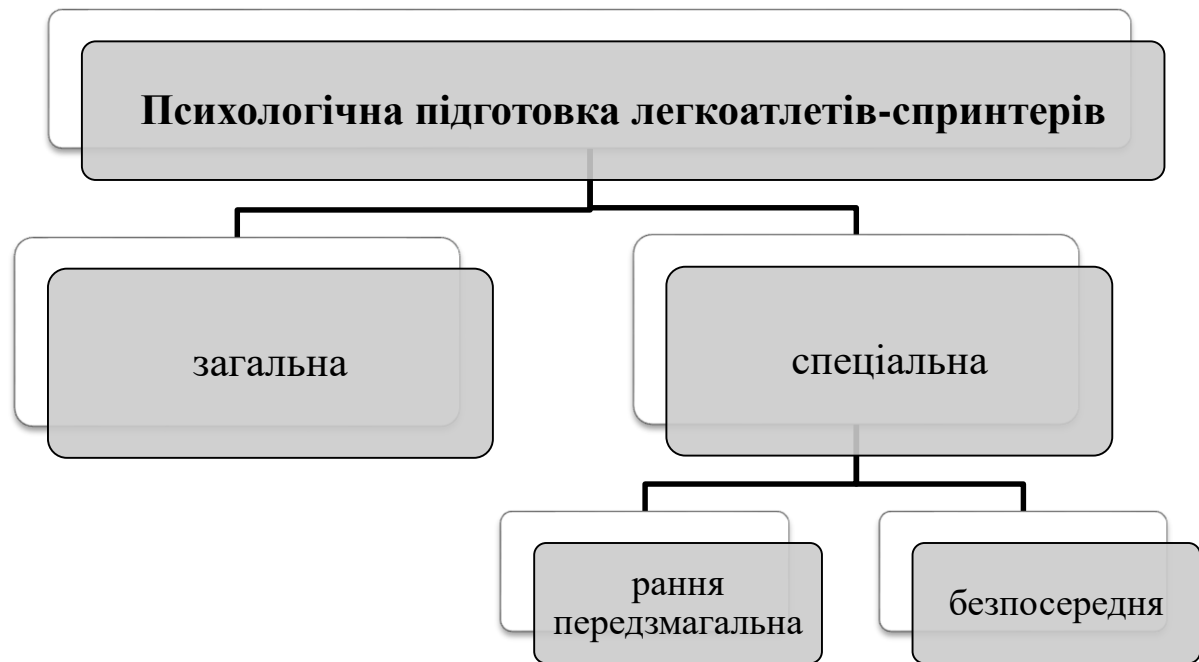 Психологічна підготовка легкоатлетів-спринтерів
загальна
спеціальна
рання
передзмагальна
безпосередня